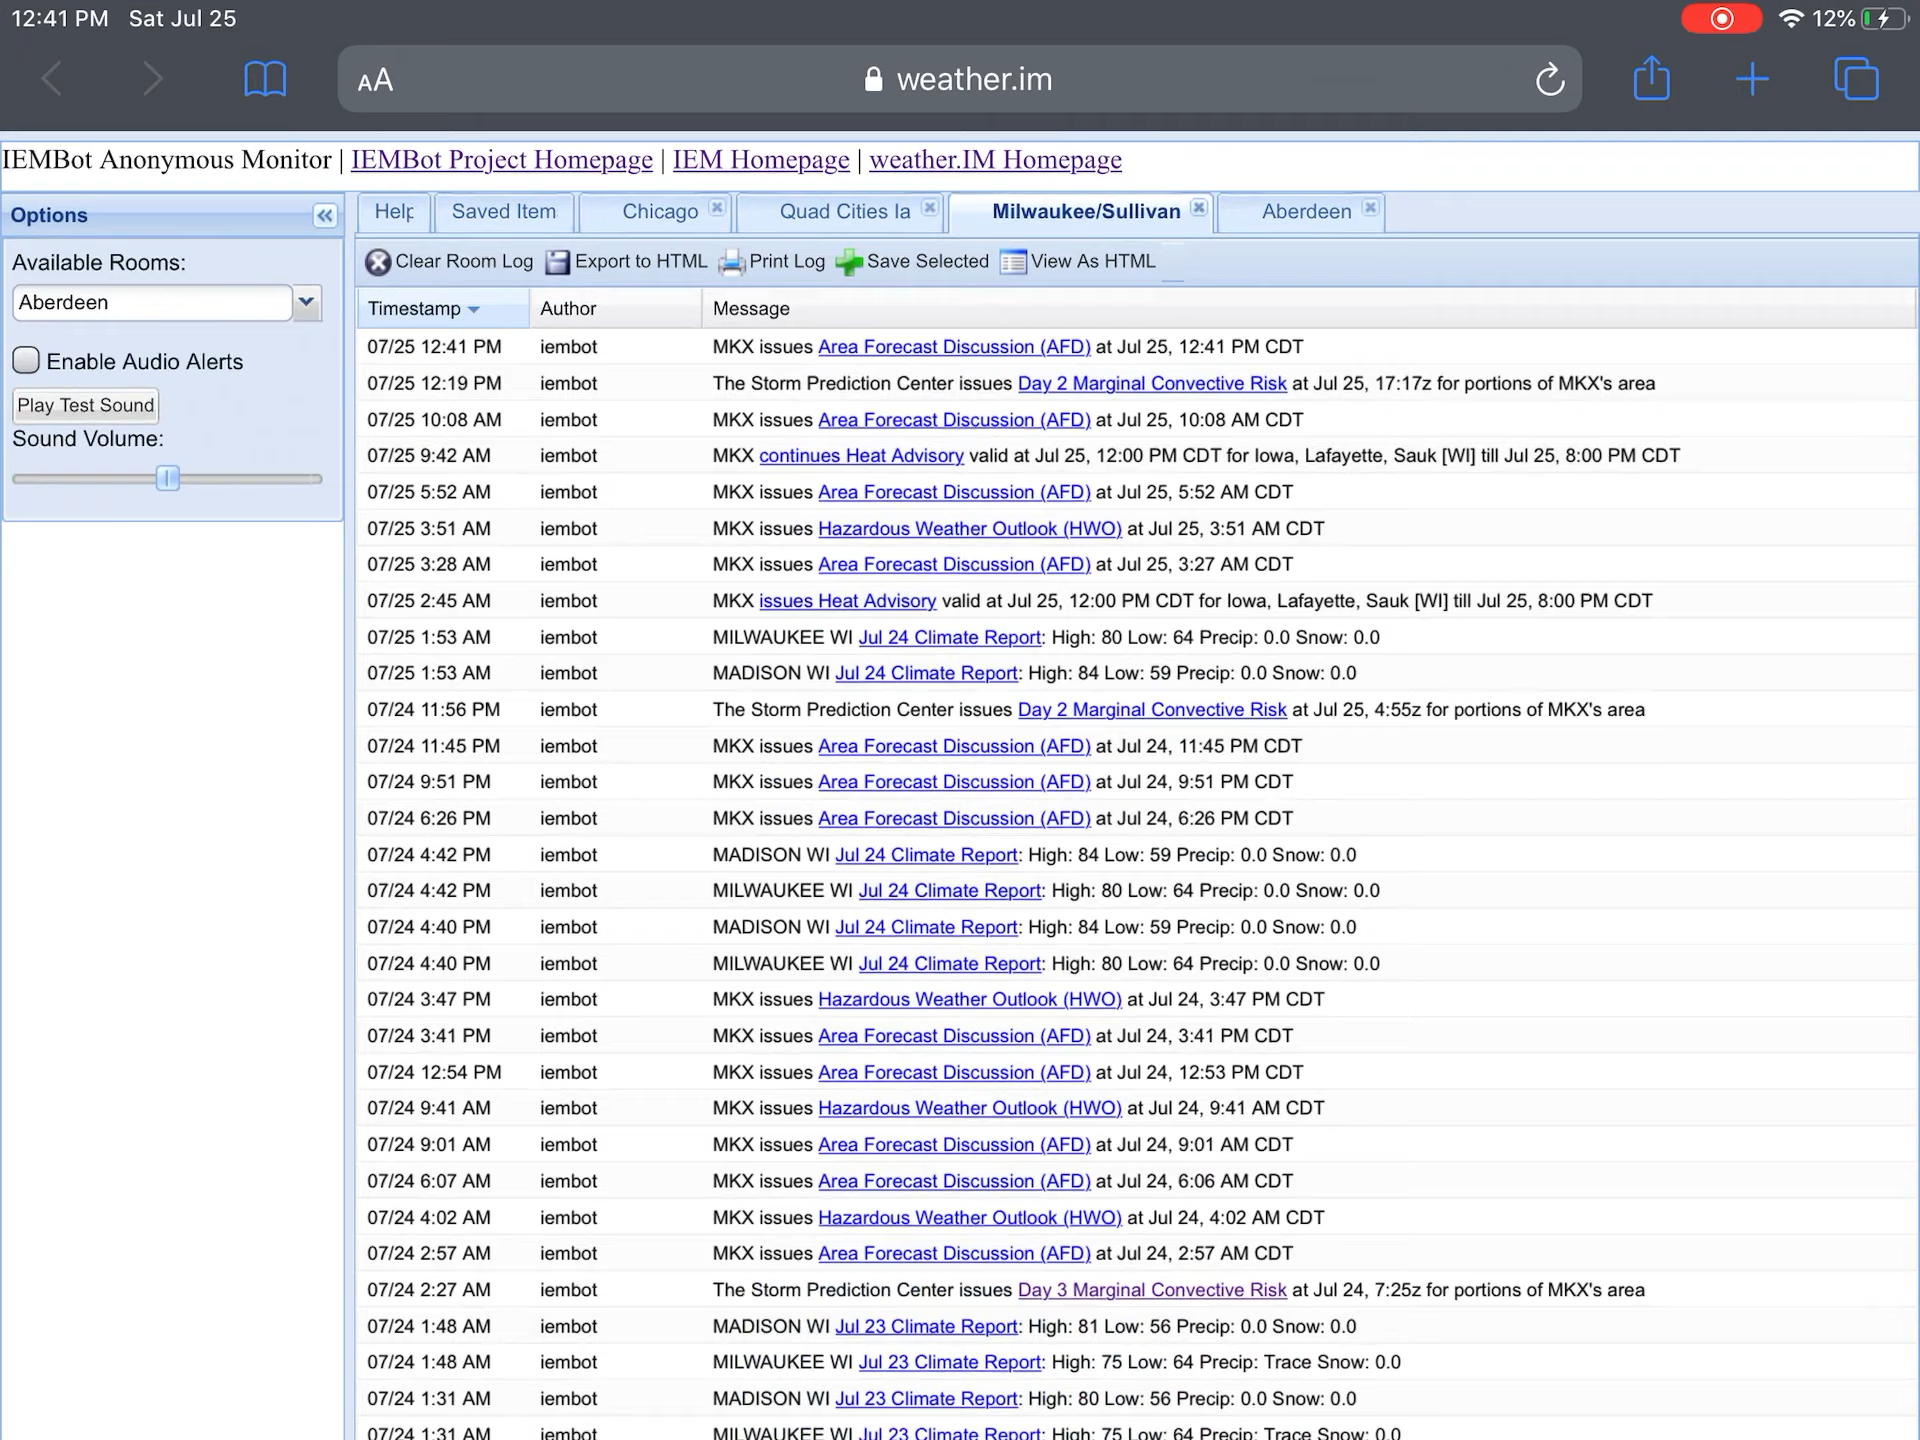 12:41 PM Sat Jul 25 12%
AA weather.im
IEMBot Anonymous Monitor | IEMBot Project Homepage | IEM Homepage | weather.IM Homepage
Options
Available Rooms:
Aberdeen
Enable Audio Alerts
Play Test Sound
Sound Volume:
Help Saved Item Chicago Quad Cities Ia Milwaukee/Sullivan Aberdeen
Clear Room Log Export to HTML Print Log Save Selected View As HTML
Timestamp Author Message
07/25 12:41 PM iembot MKX issues Area Forecast Discussion (AFD) at Jul 25, 12:41 PM CDT
07/25 12:19 PM iembot The Storm Prediction Center issues Day 2 Marginal Convective Risk at Jul 25, 17:17z for portions of MKX's area
07/25 10:08 AM iembot MKX issues Area Forecast Discussion (AFD) at Jul 25, 10:08 AM CDT
07/25 9:42 AM iembot MKX continues Heat Advisory valid at Jul 25, 12:00 PM CDT for Iowa, Lafayette, Sauk [WI] till Jul 25, 8:00 PM CDT
07/25 5:52 AM iembot MKX issues Area Forecast Discussion (AFD) at Jul 25, 5:52 AM CDT
07/25 3:51 AM iembot MKX issues Hazardous Weather Outlook (HWO) at Jul 25, 3:51 AM CDT
07/25 3:28 AM iembot MKX issues Area Forecast Discussion (AFD) at Jul 25, 3:27 AM CDT
07/25 2:45 AM iembot MKX issues Heat Advisory valid at Jul 25, 12:00 PM CDT for Iowa, Lafayette, Sauk [WI] till Jul 25, 8:00 PM CDT
07/25 1:53 AM iembot MILWAUKEE WI Jul 24 Climate Report: High: 80 Low: 64 Precip: 0.0 Snow: 0.0
07/25 1:53 AM iembot MADISON WI Jul 24 Climate Report: High: 84 Low: 59 Precip: 0.0 Snow: 0.0
07/24 11:56 PM iembot The Storm Prediction Center issues Day 2 Marginal Convective Risk at Jul 25, 4:55z for portions of MKX's area
07/24 11:45 PM iembot MKX issues Area Forecast Discussion (AFD) at Jul 24, 11:45 PM CDT
07/24 9:51 PM iembot MKX issues Area Forecast Discussion (AFD) at Jul 24, 9:51 PM CDT
07/24 6:26 PM iembot MKX issues Area Forecast Discussion (AFD) at Jul 24, 6:26 PM CDT
07/24 4:42 PM iembot MADISON WI Jul 24 Climate Report: High: 84 Low: 59 Precip: 0.0 Snow: 0.0
07/24 4:42 PM iembot MILWAUKEE WI Jul 24 Climate Report: High: 80 Low: 64 Precip: 0.0 Snow: 0.0
07/24 4:40 PM iembot MADISON WI Jul 24 Climate Report: High: 84 Low: 59 Precip: 0.0 Snow: 0.0
07/24 4:40 PM iembot MILWAUKEE WI Jul 24 Climate Report: High: 80 Low: 64 Precip: 0.0 Snow: 0.0
07/24 3:47 PM iembot MKX issues Hazardous Weather Outlook (HWO) at Jul 24, 3:47 PM CDT
07/24 3:41 PM iembot MKX issues Area Forecast Discussion (AFD) at Jul 24, 3:41 PM CDT
07/24 12:54 PM iembot MKX issues Area Forecast Discussion (AFD) at Jul 24, 12:53 PM CDT
07/24 9:41 AM iembot MKX issues Hazardous Weather Outlook (HWO) at Jul 24, 9:41 AM CDT
07/24 9:01 AM iembot MKX issues Area Forecast Discussion (AFD) at Jul 24, 9:01 AM CDT
07/24 6:07 AM iembot MKX issues Area Forecast Discussion (AFD) at Jul 24, 6:06 AM CDT
07/24 4:02 AM iembot MKX issues Hazardous Weather Outlook (HWO) at Jul 24, 4:02 AM CDT
07/24 2:57 AM iembot MKX issues Area Forecast Discussion (AFD) at Jul 24, 2:57 AM CDT
07/24 2:27 AM iembot The Storm Prediction Center issues Day 3 Marginal Convective Risk at Jul 24, 7:25z for portions of MKX's area
07/24 1:48 AM iembot MADISON WI Jul 23 Climate Report: High: 81 Low: 56 Precip: 0.0 Snow: 0.0
07/24 1:48 AM iembot MILWAUKEE WI Jul 23 Climate Report: High: 75 Low: 64 Precip: Trace Snow: 0.0
07/24 1:31 AM iembot MADISON WI Jul 23 Climate Report: High: 80 Low: 56 Precip: 0.0 Snow: 0.0
07/24 1:31 AM iembot MILWAUKEE WI Jul 23 Climate Report: High: 75 Low: 64 Precip: Trace Snow: 0.0